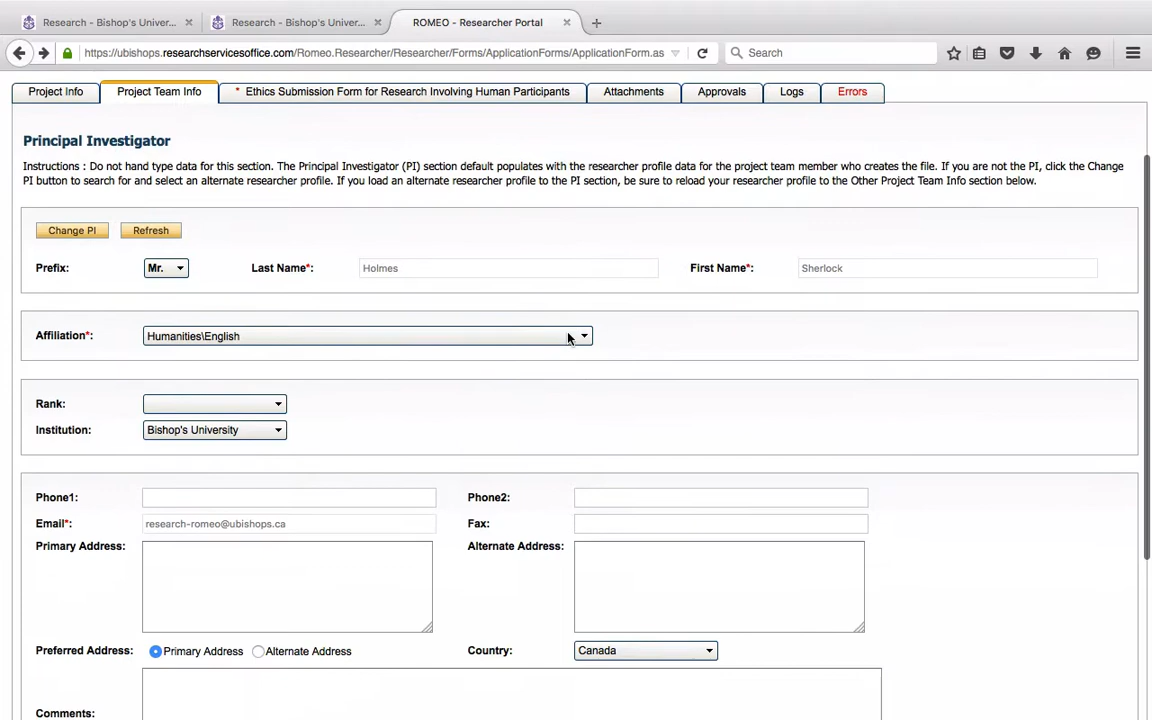 Research - Bishop's Univer... × Research - Bishop's Univer... × ROMEO - Researcher Portal × +
https://ubishops.researchservicesoffice.com/Romeo.Researcher/Researcher/Forms/ApplicationForms/ApplicationForm.as Search
Project Info Project Team Info * Ethics Submission Form for Research Involving Human Participants Attachments Approvals Logs Errors
Principal Investigator
Instructions : Do not hand type data for this section. The Principal Investigator (PI) section default populates with the researcher profile data for the project team member who creates the file. If you are not the PI, click the Change
PI button to search for and select an alternate researcher profile. If you load an alternate researcher profile to the PI section, be sure to reload your researcher profile to the Other Project Team Info section below.
Change PI Refresh
Prefix: Mr. Last Name*: Holmes First Name*: Sherlock
Affiliation*: Humanities\English
Rank:
Institution: Bishop's University
Phone1: Phone2:
Email*: research-romeo@ubishops.ca Fax:
Primary Address: Alternate Address:
Preferred Address: Primary Address Alternate Address Country: Canada
Comments: